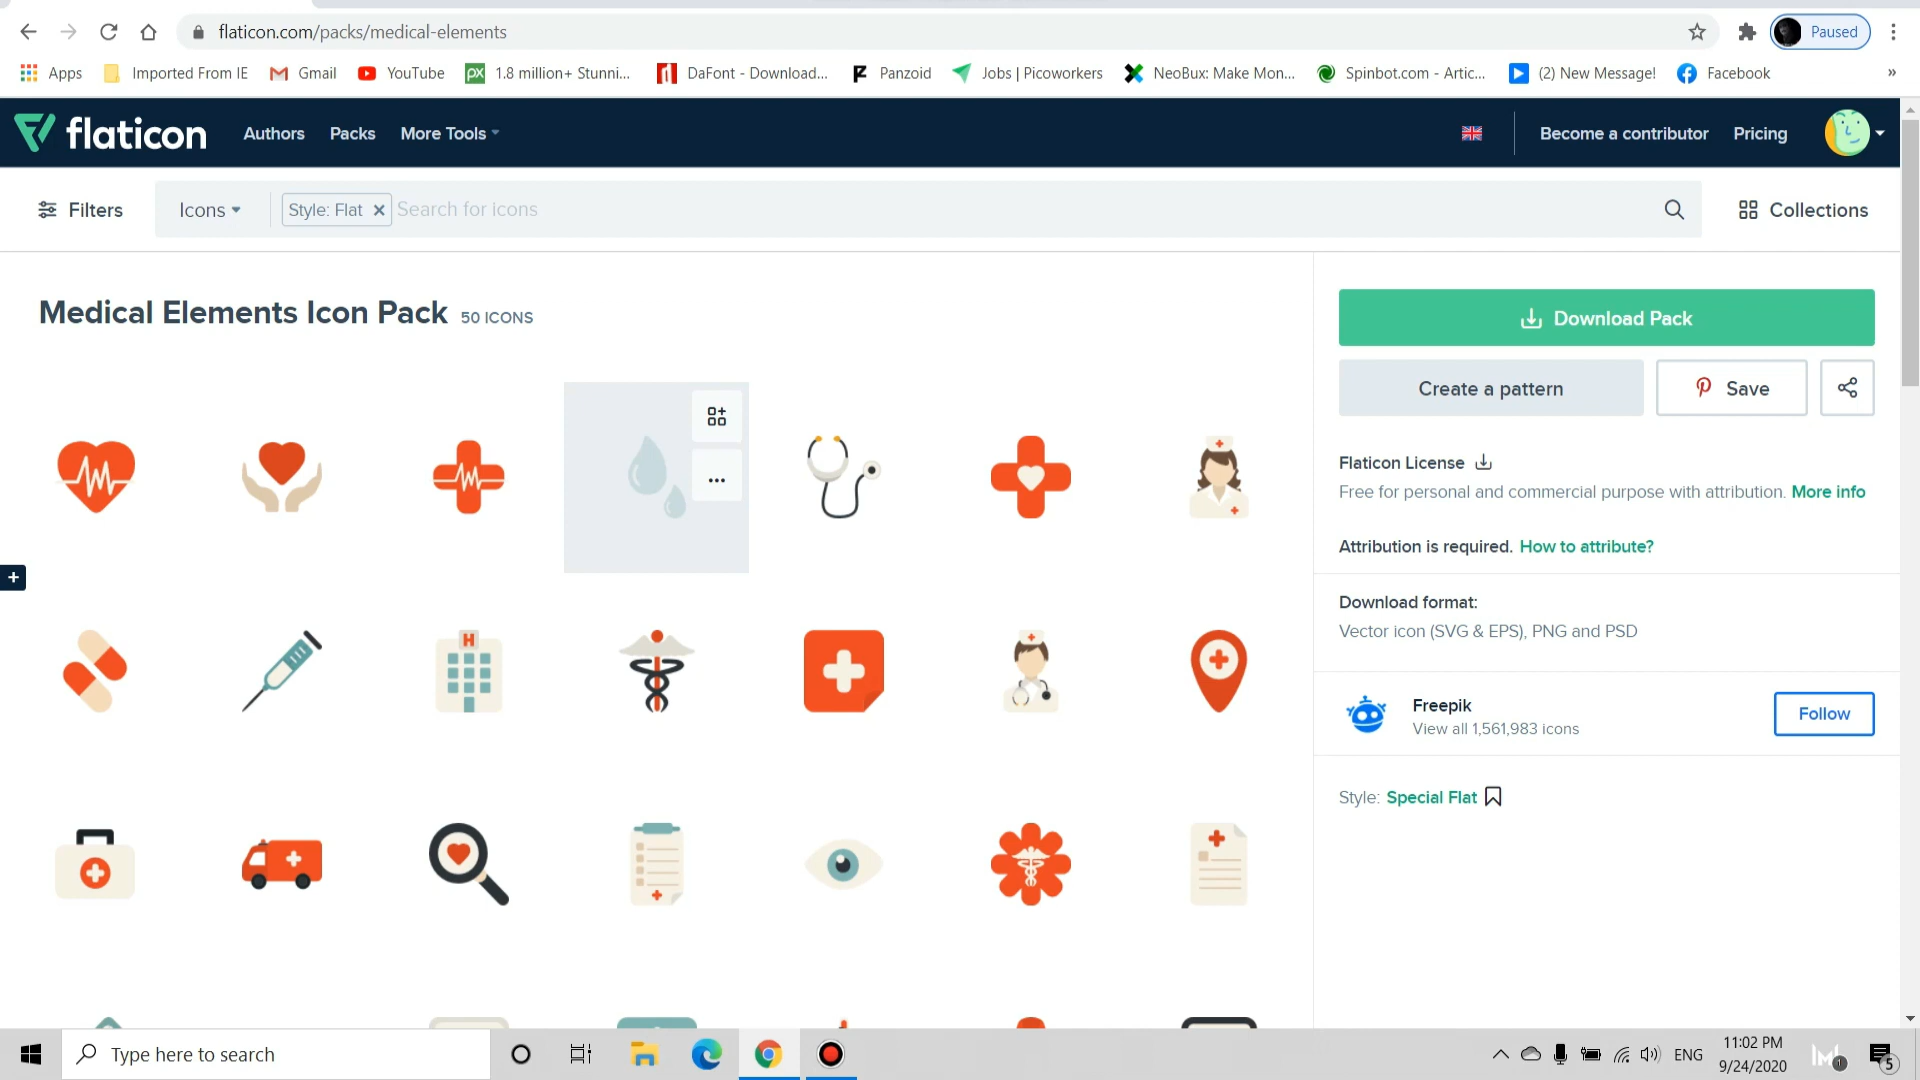 flaticon.com/packs/medical-elements
Paused
Apps
Imported From IE
Gmail
YouTube
px
1.8 million+ Stunni...
DaFont - Download...
Panzoid
Jobs | Picoworkers
NeoBux: Make Mon...
Spinbot.com - Artic...
(2) New Message!
Facebook
»
flaticon
Authors
Packs
More Tools
Become a contributor
Pricing
Filters
Icons
Style: Flat ×
Search for icons
Collections
Medical Elements Icon Pack 50 ICONS
Download Pack
Create a pattern
Save
Flaticon License
Free for personal and commercial purpose with attribution. More info
Attribution is required. How to attribute?
Download format:
Vector icon (SVG & EPS), PNG and PSD
Freepik
View all 1,561,983 icons
Follow
Style: Special Flat
H
Type here to search
ENG
11:02 PM
9/24/2020
1
5